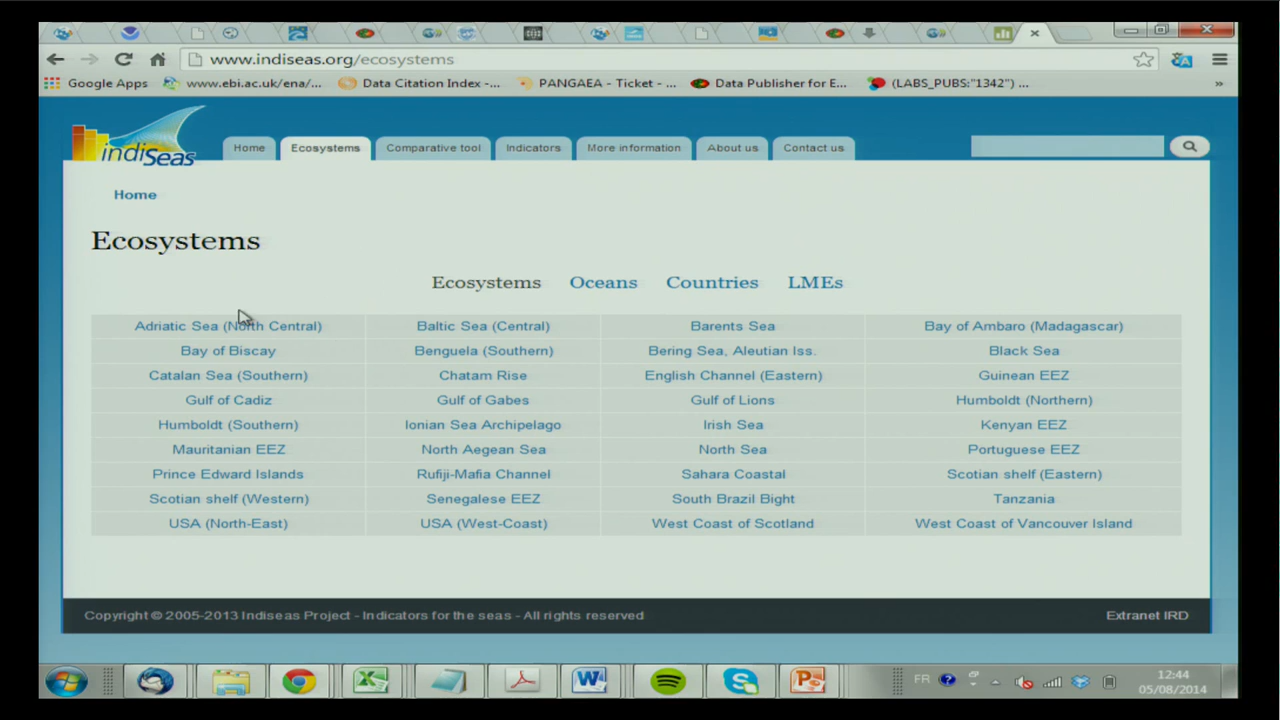 www.indiseas.org/ecosystems
Google Apps www.ebi.ac.uk/ena/... Data Citation Index -... PANGAEA - Ticket - ... Data Publisher for E... (LABS_PUBS:"1342") ... »
indiSeas
Home Ecosystems Comparative tool Indicators More information About us Contact us
Home
Ecosystems
Ecosystems Oceans Countries LMEs
Adriatic Sea (North Central) Baltic Sea (Central) Barents Sea Bay of Ambaro (Madagascar)
Bay of Biscay Benguela (Southern) Bering Sea, Aleutian Iss. Black Sea
Catalan Sea (Southern) Chatam Rise English Channel (Eastern) Guinean EEZ
Gulf of Cadiz Gulf of Gabes Gulf of Lions Humboldt (Northern)
Humboldt (Southern) Ionian Sea Archipelago Irish Sea Kenyan EEZ
Mauritanian EEZ North Aegean Sea North Sea Portuguese EEZ
Prince Edward Islands Rufiji-Mafia Channel Sahara Coastal Scotian shelf (Eastern)
Scotian shelf (Western) Senegalese EEZ South Brazil Bight Tanzania
USA (North-East) USA (West-Coast) West Coast of Scotland West Coast of Vancouver Island
Copyright © 2005-2013 Indiseas Project - Indicators for the seas - All rights reserved Extranet IRD
FR 12:44
05/08/2014